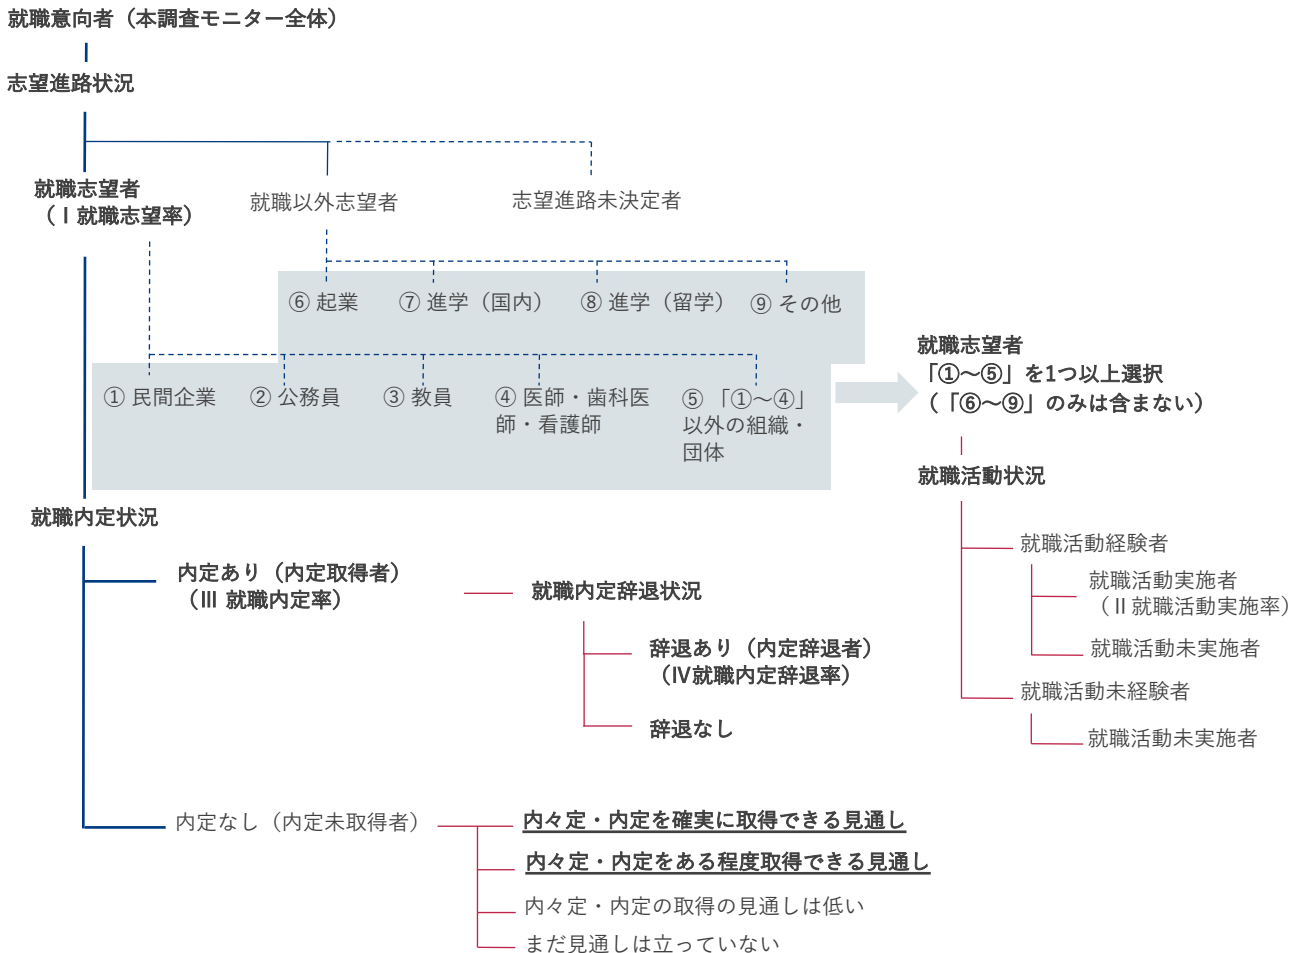 就職意向者（本調査モニター全体）
志望進路状況
就職志望者
（Ⅰ就職志望率）
就職以外志望者
志望進路未決定者
⑥ 起業
⑦ 進学（国内）
⑧ 進学（留学）
⑨ その他
① 民間企業
② 公務員
③ 教員
④ 医師・歯科医
師・看護師
⑤ 「①～④」
以外の組織・
団体
就職志望者
「①～⑤」を1つ以上選択
（「⑥～⑨」のみは含まない）
就職活動状況
就職活動経験者
就職活動実施者
（Ⅱ就職活動実施率）
就職活動未実施者
就職活動未経験者
就職活動未実施者
就職内定状況
内定あり（内定取得者）
（Ⅲ 就職内定率）
就職内定辞退状況
辞退あり（内定辞退者）
（Ⅳ就職内定辞退率）
辞退なし
内定なし（内定未取得者）
内々定・内定を確実に取得できる見通し
内々定・内定をある程度取得できる見通し
内々定・内定の取得の見通しは低い
まだ見通しは立っていない